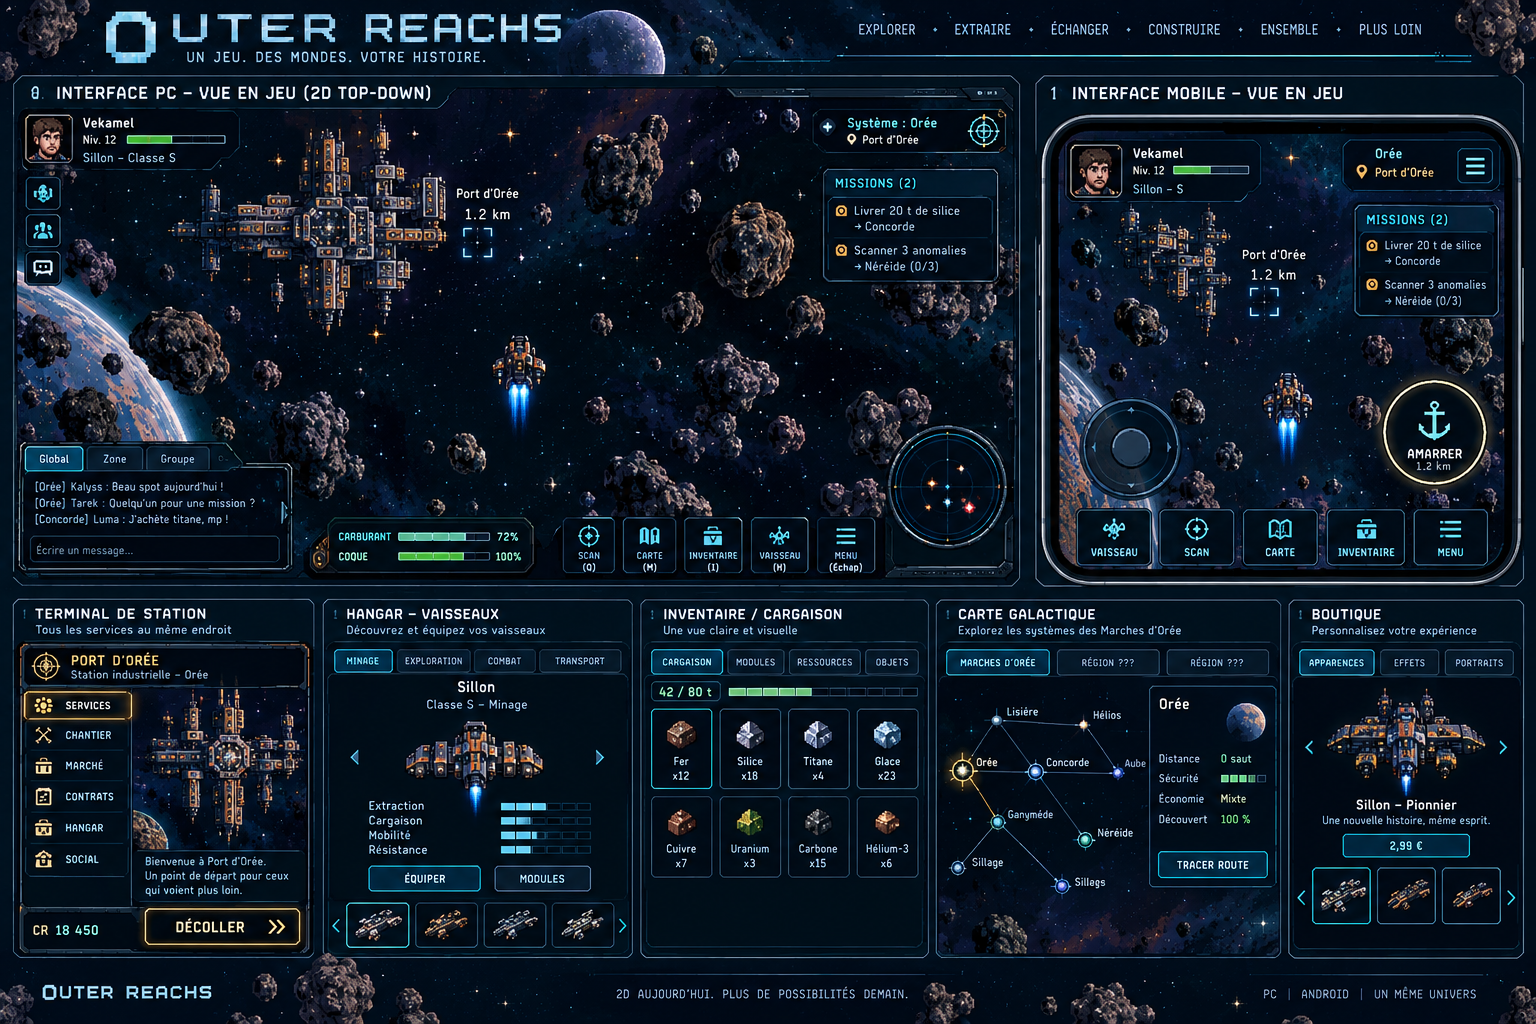 OUTER REACHS
UN JEU. DES MONDES. VOTRE HISTOIRE.
EXPLORER • EXTRAIRE • ÉCHANGER • CONSTRUIRE • ENSEMBLE • PLUS LOIN
INTERFACE PC – VUE EN JEU (2D TOP-DOWN)
Vekamel
Niv. 12
Sillon – Classe S
Port d'Orée
1.2 km
Système : Orée
Port d'Orée
MISSIONS (2)
Livrer 20 t de silice
→ Concorde
Scanner 3 anomalies
→ Néréide (0/3)
Global
Zone
Groupe
[Orée] Kalyss : Beau spot aujourd'hui !
[Orée] Tarek : Quelqu'un pour une mission ?
[Concorde] Luma : J'achète titane, mp !
Écrire un message...
CARBURANT 72%
COQUE 100%
SCAN
(Q)
CARTE
(M)
INVENTAIRE
(I)
VAISSEAU
(H)
MENU
(Échap)
1 INTERFACE MOBILE – VUE EN JEU
Vekamel
Niv. 12
Sillon – S
Orée
Port d'Orée
MISSIONS (2)
Livrer 20 t de silice
→ Concorde
Scanner 3 anomalies
→ Néréide (0/3)
Port d'Orée
1.2 km
AMARRER
1.2 km
VAISSEAU
SCAN
CARTE
INVENTAIRE
MENU
TERMINAL DE STATION
Tous les services au même endroit
PORT D'ORÉE
Station industrielle – Orée
SERVICES
CHANTIER
MARCHÉ
CONTRATS
HANGAR
SOCIAL
Bienvenue à Port d'Orée.
Un point de départ pour ceux
qui voient plus loin.
CR 18 450
DÉCOLLER
HANGAR – VAISSEAUX
Découvrez et équipez vos vaisseaux
MINAGE
EXPLORATION
COMBAT
TRANSPORT
Sillon
Classe S – Minage
Extraction
Cargaison
Mobilité
Résistance
ÉQUIPER
MODULES
INVENTAIRE / CARGAISON
Une vue claire et visuelle
CARGAISON
MODULES
RESSOURCES
OBJETS
42 / 80 t
Fer
x12
Silice
x18
Titane
x4
Glace
x23
Cuivre
x7
Uranium
x3
Carbone
x15
Hélium-3
x6
CARTE GALACTIQUE
Explorez les systèmes des Marches d'Orée
MARCHES D'ORÉE
RÉGION ???
RÉGION ???
Lisière
Hélios
Orée
Concorde
Aube
Ganymède
Néréide
Sillage
Sillags
Orée
Distance 0 saut
Sécurité
Économie Mixte
Découvert 100 %
TRACER ROUTE
BOUTIQUE
Personnalisez votre expérience
APPARENCES
EFFETS
PORTRAITS
Sillon – Pionnier
Une nouvelle histoire, même esprit.
2,99 €
OUTER REACHS
2D AUJOURD'HUI. PLUS DE POSSIBILITÉS DEMAIN.
PC | ANDROID | UN MÊME UNIVERS